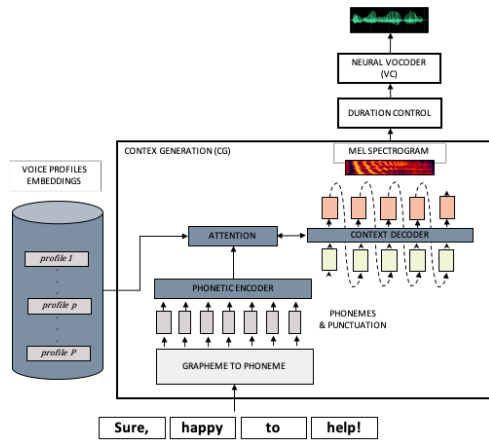 NEURAL VOCODER
(VC)
DURATION CONTROL
CONTEX GENERATION (CG)
MEL SPECTROGRAM
VOICE PROFILES
EMBEDDINGS
profile 1
profile p
profile P
ATTENTION
CONTEXT DECODER
PHONETIC ENCODER
PHONEMES
& PUNCTUATION
GRAPHEME TO PHONEME
Sure, happy to help!